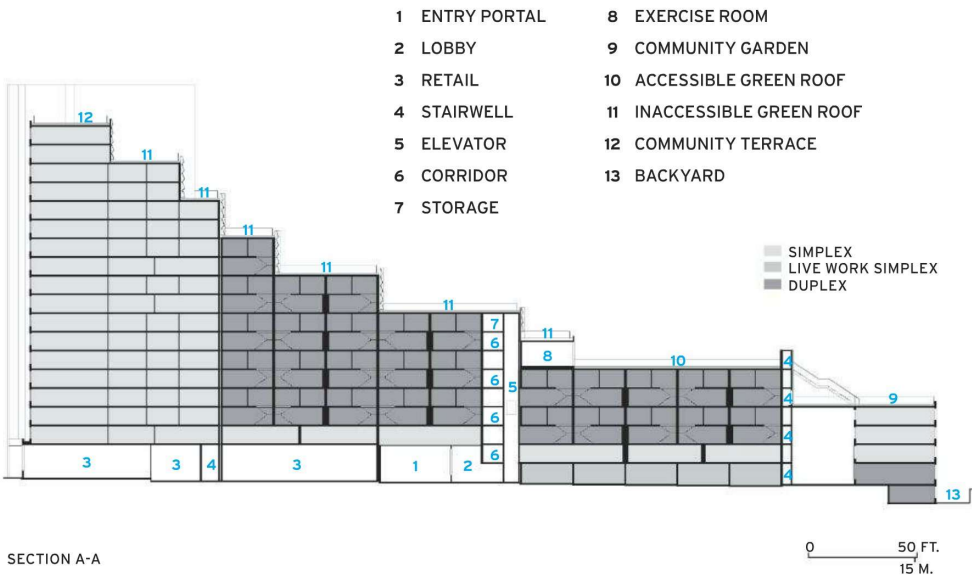 1 ENTRY PORTAL
2 LOBBY
3 RETAIL
4 STAIRWELL
5 ELEVATOR
6 CORRIDOR
7 STORAGE
8 EXERCISE ROOM
9 COMMUNITY GARDEN
10 ACCESSIBLE GREEN ROOF
11 INACCESSIBLE GREEN ROOF
12 COMMUNITY TERRACE
13 BACKYARD
SIMPLEX
LIVE WORK SIMPLEX
DUPLEX
12
11
11
11
11
11
7
11
6
8
10
4
6
5
4
9
6
4
3
3
4
3
1
2
6
4
13
SECTION A-A
0 50 FT.
15 M.